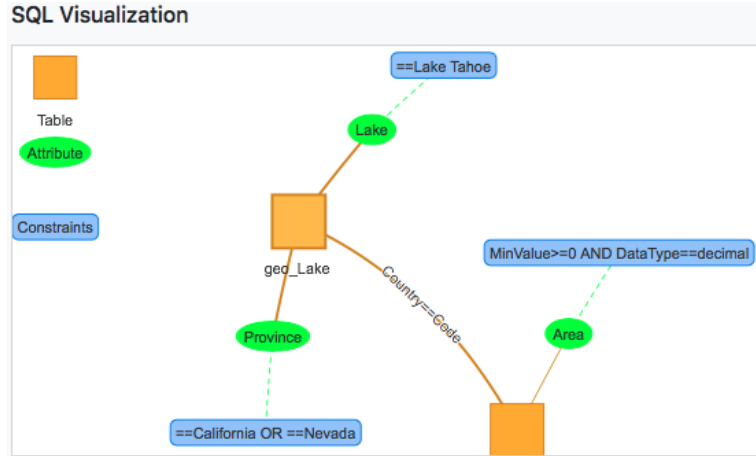 SQL Visualization
==Lake Tahoe
Table
Lake
Attribute
Constraints
MinValue>=0 AND DataType==decimal
geo_Lake
Country==Code
Province
Area
==California OR ==Nevada